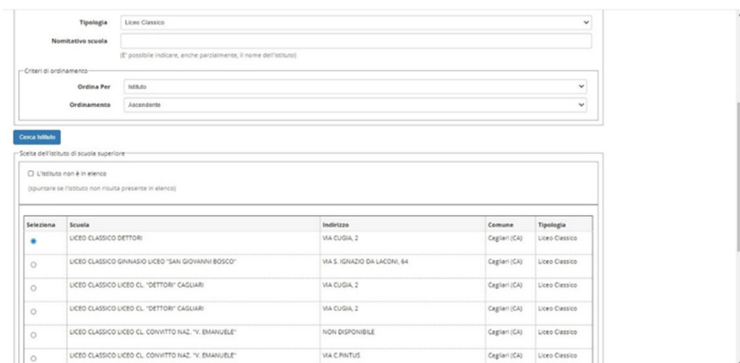 Tipologia Liceo Classico
Nomitativo scuola
(E' possibile indicare, anche parzialmente, il nome dell'istituto)
Criteri di ordinamento
Ordina Per Istituto
Ordinamento Ascendente
Cerca Istituto
Scelta dell'istituto di scuola superiore
L'istituto non è in elenco
(spuntare se l'istituto non risulta presente in elenco)
Seleziona Scuola Indirizzo Comune Tipologia
LICEO CLASSICO DETTORI VIA CUGIA, 2 Cagliari (CA) Liceo Classico
LICEO CLASSICO GINNASIO LICEO "SAN GIOVANNI BOSCO" VIA S. IGNAZIO DA LACONI, 64 Cagliari (CA) Liceo Classico
LICEO CLASSICO LICEO CL. "DETTORI" CAGLIARI VIA CUGIA, 2 Cagliari (CA) Liceo Classico
LICEO CLASSICO LICEO CL. "DETTORI" CAGLIARI VIA CUGIA, 2 Cagliari (CA) Liceo Classico
LICEO CLASSICO LICEO CL. CONVITTO NAZ. "V. EMANUELE" NON DISPONIBILE Cagliari (CA) Liceo Classico
LICEO CLASSICO LICEO CL. CONVITTO NAZ. "V. EMANUELE" VIA C.PINTUS Cagliari (CA) Liceo Classico